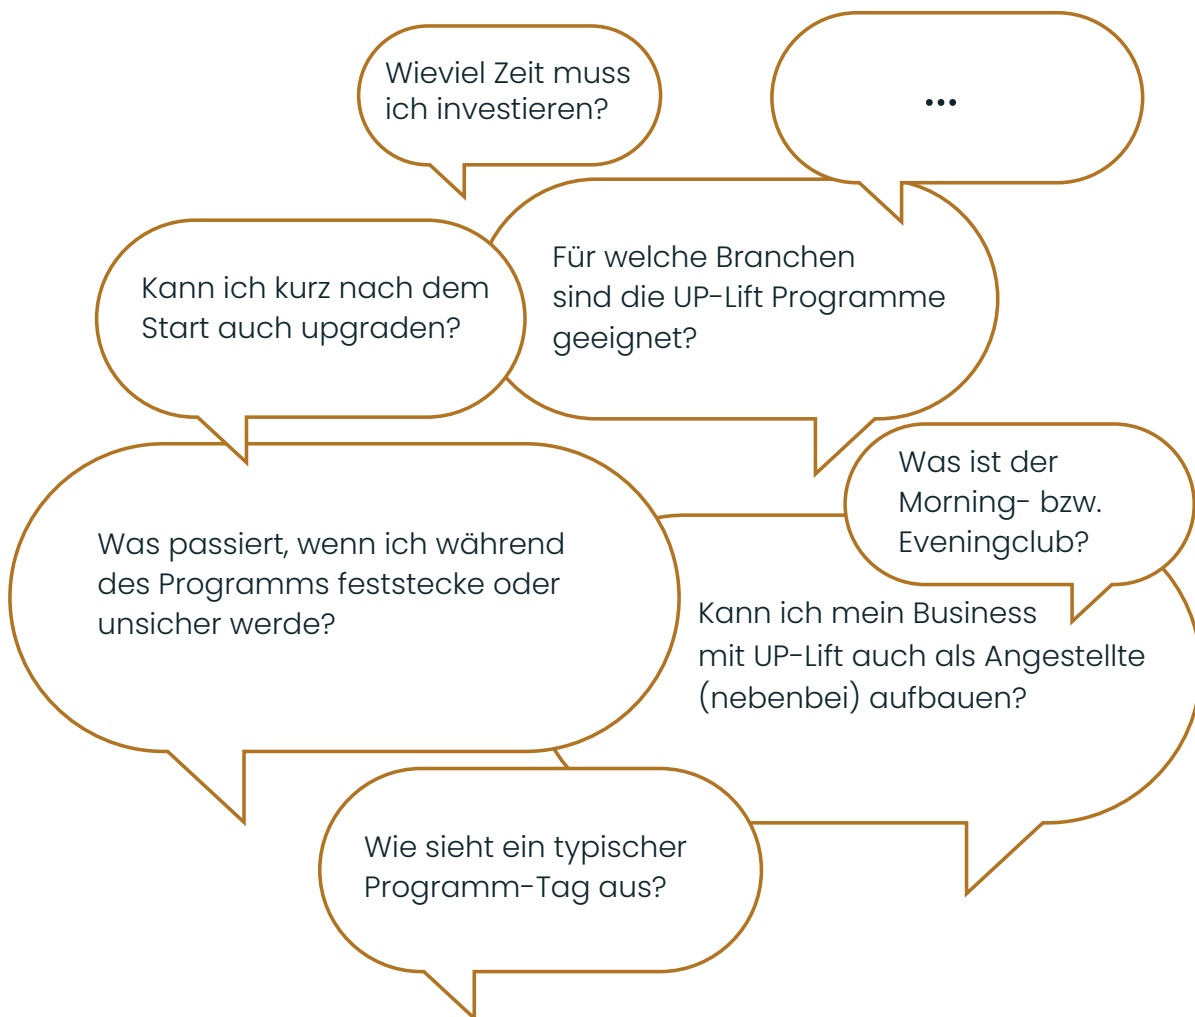 Wieviel Zeit muss
ich investieren?
...
Für welche Branchen
sind die UP-Lift Programme
geeignet?
Kann ich kurz nach dem
Start auch upgraden?
Was ist der
Morning- bzw.
Eveningclub?
Was passiert, wenn ich während
des Programms feststecke oder
unsicher werde?
Kann ich mein Business
mit UP-Lift auch als Angestellte
(nebenbei) aufbauen?
Wie sieht ein typischer
Programm-Tag aus?